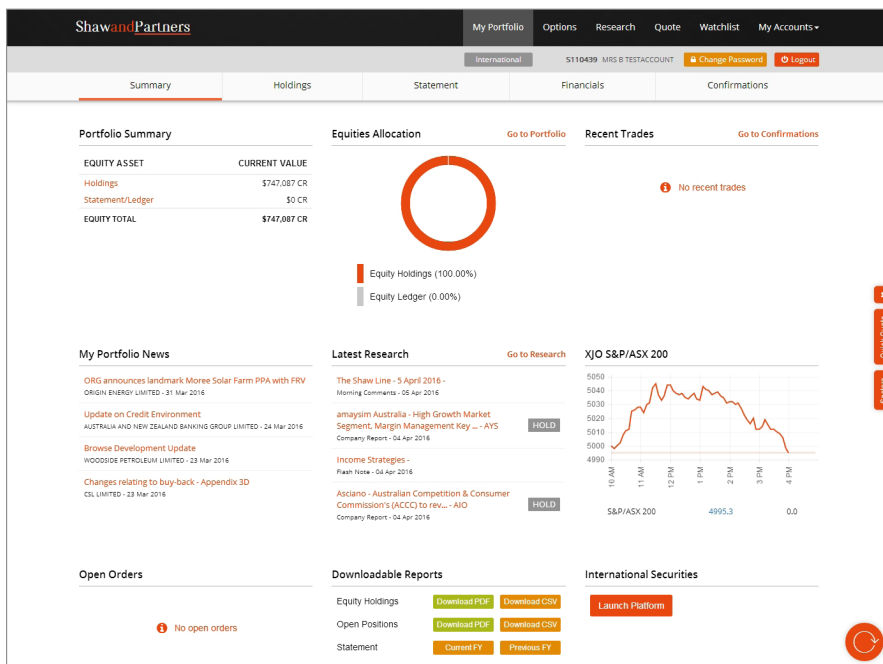 ShawandPartners
My Portfolio Options Research Quote Watchlist My Accounts
International S110439 MRS B TESTACCOUNT Change Password Logout
Summary Holdings Statement Financials Confirmations
Portfolio Summary
EQUITY ASSET CURRENT VALUE
Holdings $747,087 CR
Statement/Ledger $0 CR
EQUITY TOTAL $747,087 CR
Equities Allocation Go to Portfolio
Equity Holdings (100.00%)
Equity Ledger (0.00%)
Recent Trades Go to Confirmations
No recent trades
My Portfolio News
ORG announces landmark Moree Solar Farm PPA with FRV
ORIGIN ENERGY LIMITED - 31 Mar 2016
Update on Credit Environment
AUSTRALIA AND NEW ZEALAND BANKING GROUP LIMITED - 24 Mar 2016
Browse Development Update
WOODSIDE PETROLEUM LIMITED - 23 Mar 2016
Changes relating to buy-back - Appendix 3D
CSL LIMITED - 23 Mar 2016
Latest Research Go to Research
The Shaw Line - 5 April 2016 -
Morning Comments - 05 Apr 2016
amaysim Australia - High Growth Market
Segment, Margin Management Key ... - AYS HOLD
Company Report - 04 Apr 2016
Income Strategies -
Flash Note - 04 Apr 2016
Asciano - Australian Competition & Consumer
Commission's (ACCC) to rev... - AIO HOLD
Company Report - 04 Apr 2016
XJO S&P/ASX 200
5050
5040
5030
5020
5010
5000
4990
10 AM 11 AM 12 PM 1 PM 2 PM 3 PM 4 PM
S&P/ASX 200 4995.3 0.0
Open Orders
No open orders
Downloadable Reports
Equity Holdings Download PDF Download CSV
Open Positions Download PDF Download CSV
Statement Current FY Previous FY
International Securities
Launch Platform